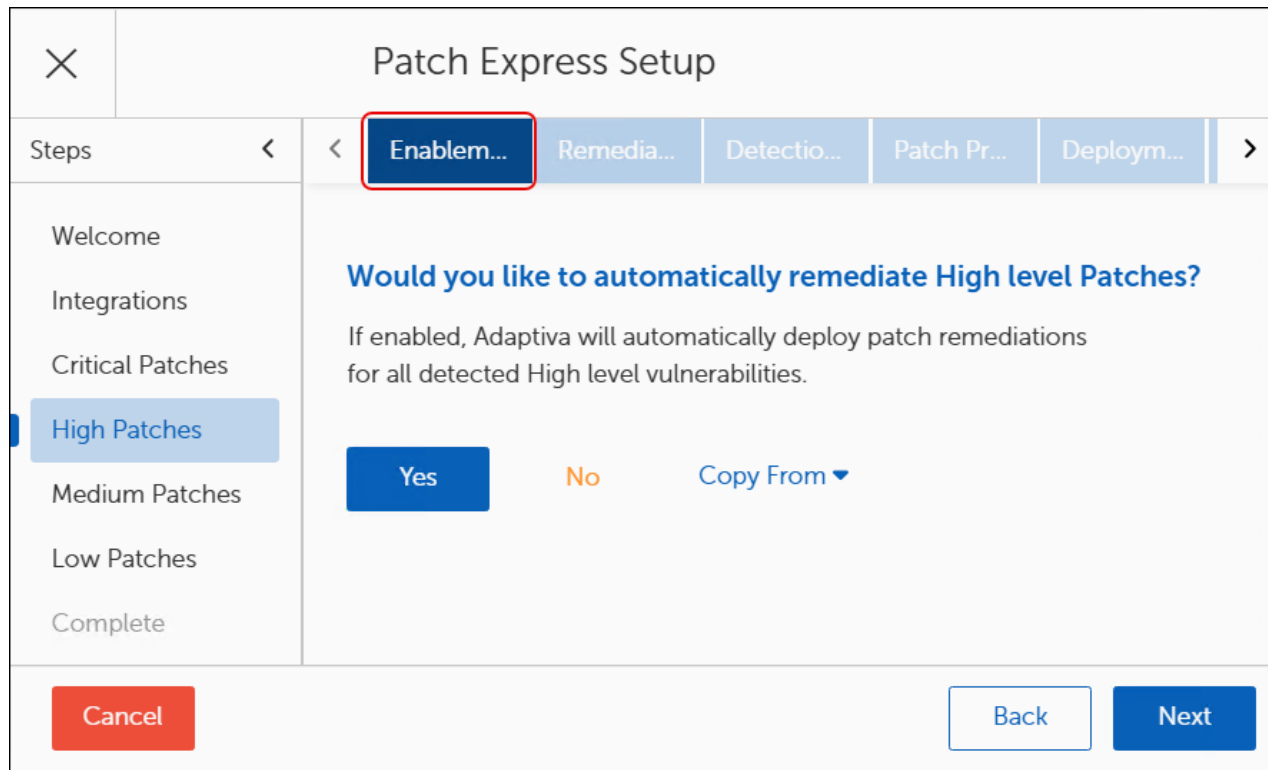 Patch Express Setup
Steps
Enablem...
Remedia...
Detectio...
Patch Pr...
Deploym...
Welcome
Integrations
Critical Patches
High Patches
Medium Patches
Low Patches
Complete
Would you like to automatically remediate High level Patches?
If enabled, Adaptiva will automatically deploy patch remediations
for all detected High level vulnerabilities.
Yes
No
Copy From
Cancel
Back
Next